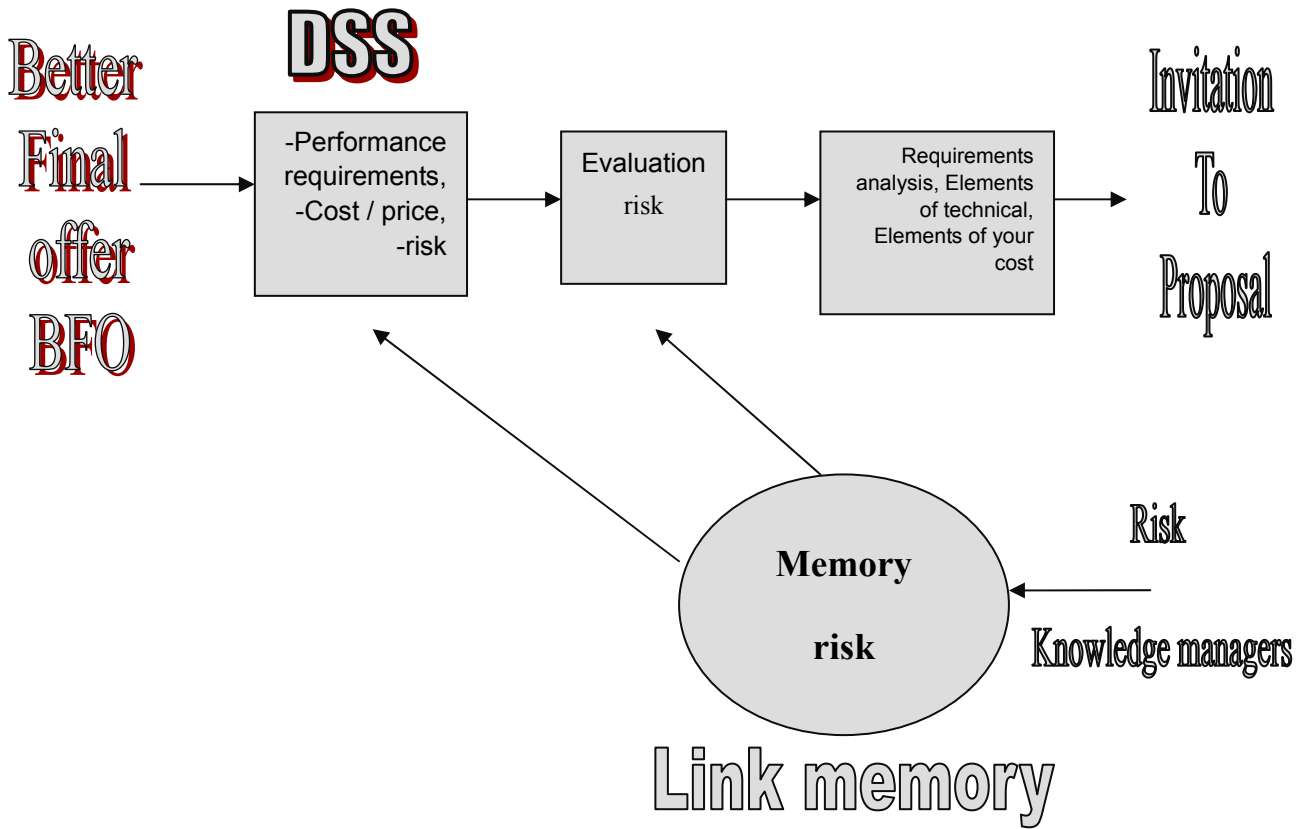 DSS
Better
Final
offer
BFO
-Performance
requirements,
-Cost / price,
-risk
Evaluation
risk
Requirements
analysis, Elements
of technical,
Elements of your
cost
Invitation
To
Proposal
Memory
risk
Risk
Knowledge managers
Link memory